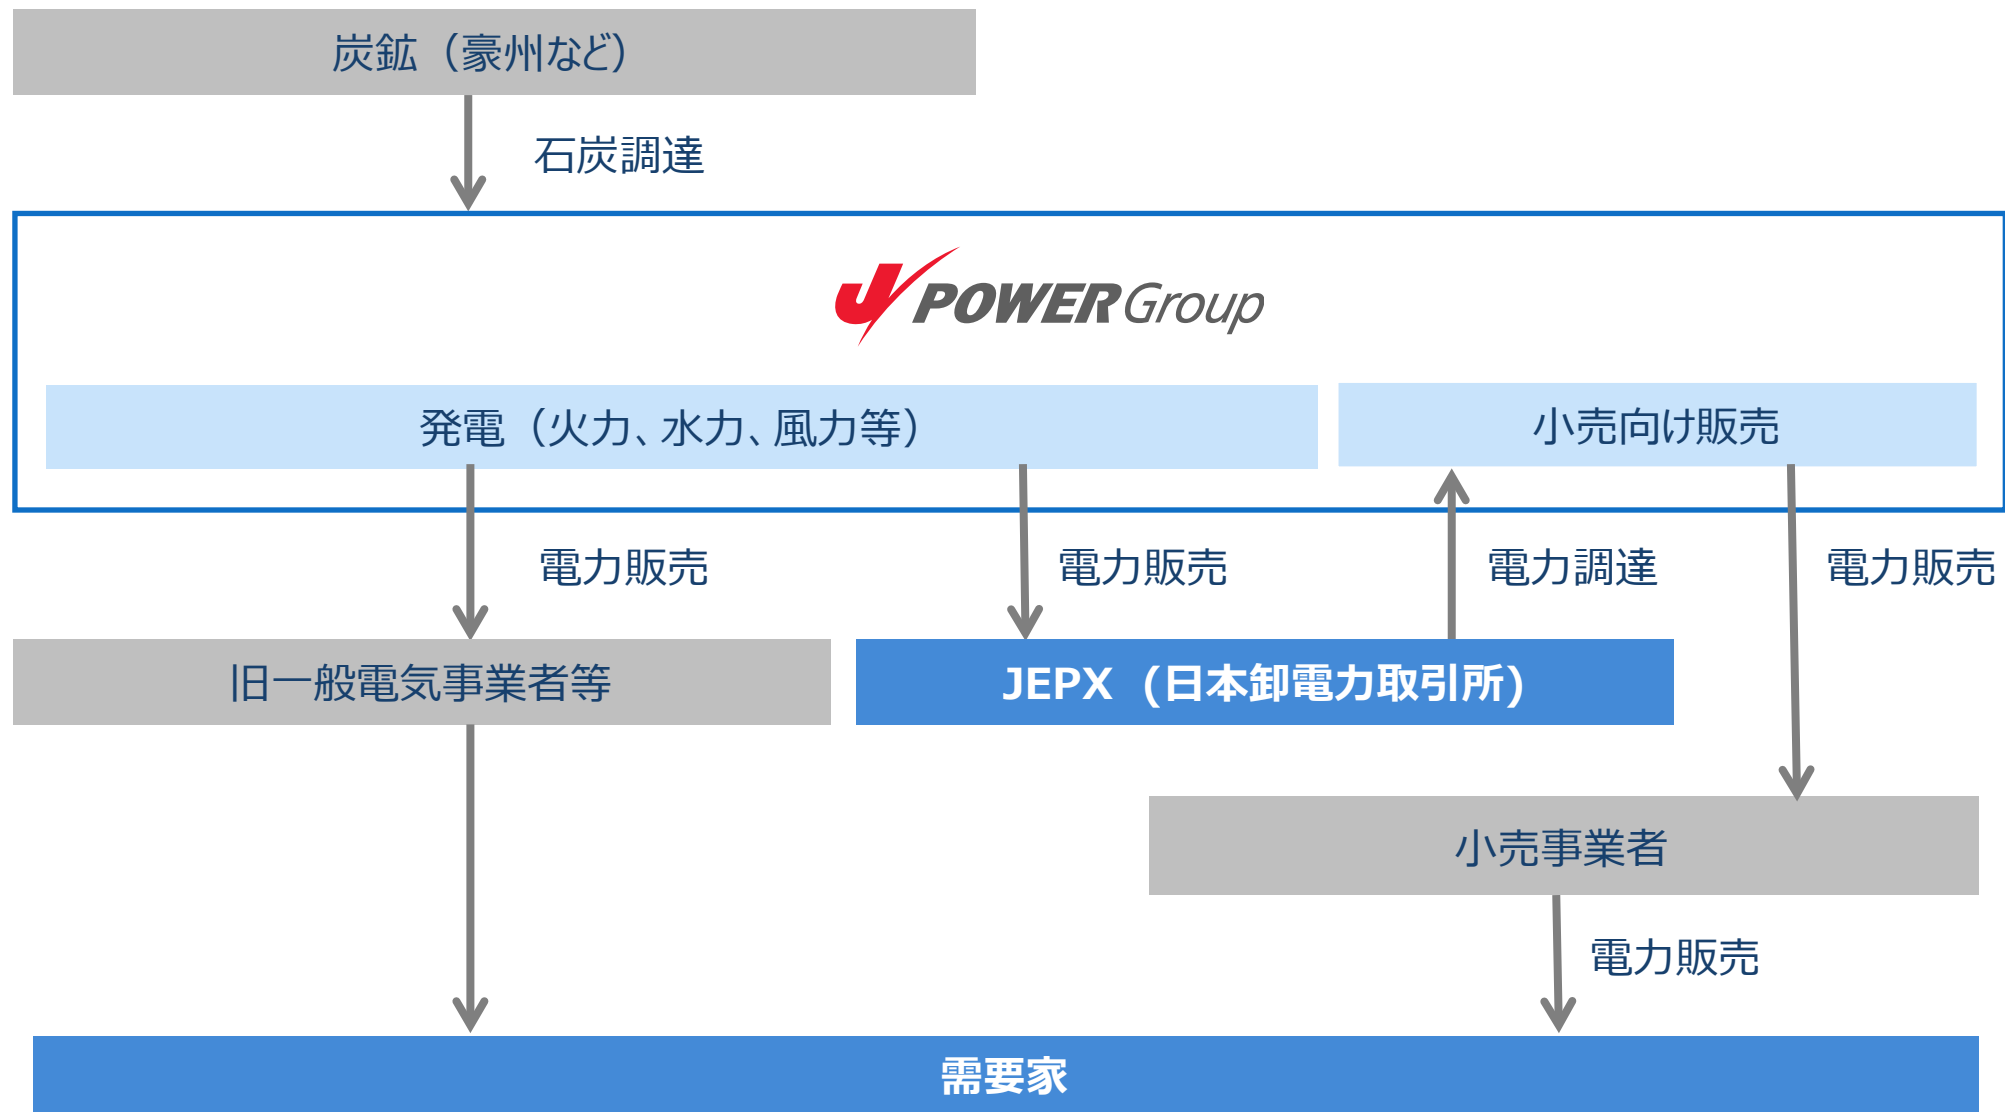 炭鉱（豪州など）
石炭調達
J POWER Group
発電（火力、水力、風力等）
小売向け販売
電力販売
電力販売
電力調達
電力販売
旧一般電気事業者等
JEPX（日本卸電力取引所）
小売事業者
電力販売
需要家